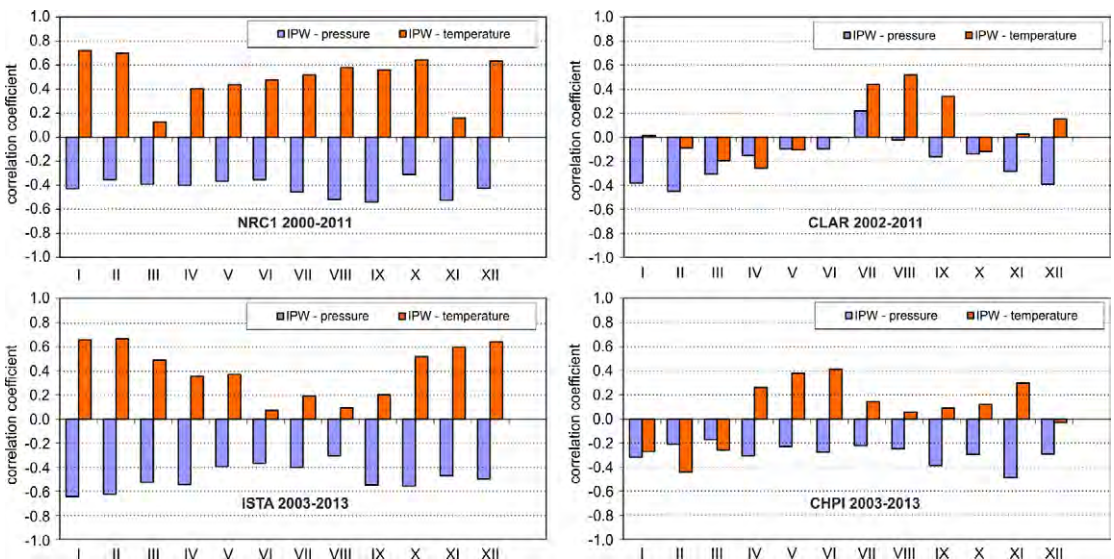 correlation coefficient
1.0
0.8
0.6
0.4
0.2
0.0
-0.2
-0.4
-0.6
-0.8
-1.0
IPW - pressure IPW - temperature
NRC1 2000-2011
I II III IV V VI VII VIII IX X XI XII
correlation coefficient
1.0
0.8
0.6
0.4
0.2
0.0
-0.2
-0.4
-0.6
-0.8
-1.0
IPW - pressure IPW - temperature
CLAR 2002-2011
I II III IV V VI VII VIII IX X XI XII
correlation coefficient
1.0
0.8
0.6
0.4
0.2
0.0
-0.2
-0.4
-0.6
-0.8
-1.0
IPW - pressure IPW - temperature
ISTA 2003-2013
I II III IV V VI VII VIII IX X XI XII
correlation coefficient
1.0
0.8
0.6
0.4
0.2
0.0
-0.2
-0.4
-0.6
-0.8
-1.0
IPW - pressure IPW - temperature
CHPI 2003-2013
I II III IV V VI VII VIII IX X XI XII